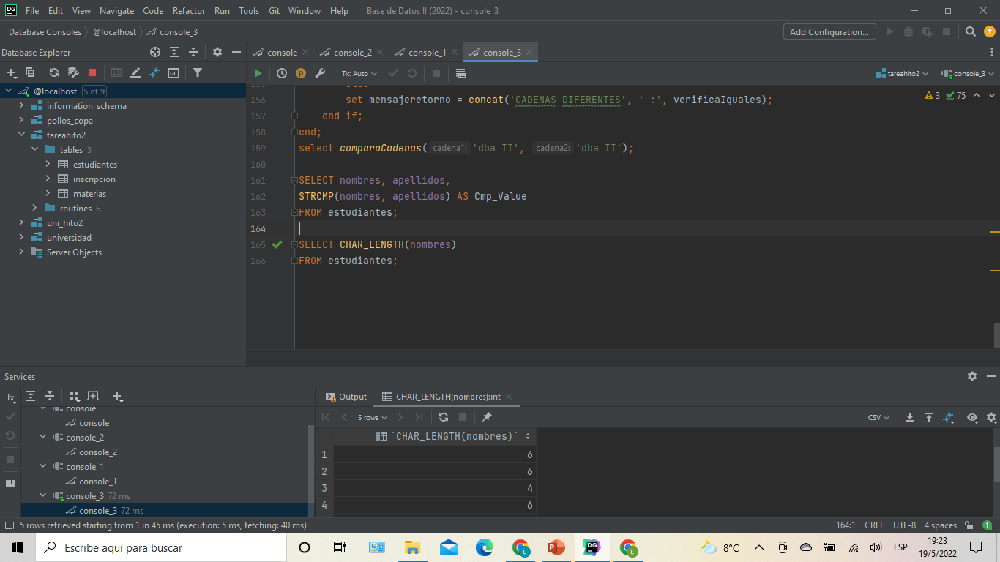 DG File Edit View Navigate Code Refactor Run Tools Git Window Help Base de Datos II (2022) - console_3
Database Consoles @localhost console_3 Add Configuration...
Database Explorer
console console_2 console_1 console_3
Tx: Auto tareahito2 console_3
@localhost 5 of 9
information_schema
pollos_copa
tareahito2
tables 3
estudiantes
inscripcion
materias
routines 6
uni_hito2
universidad
Server Objects
else
156 set mensajeretorno = concat('CADENAS DIFERENTES', ' :', verificaIguales);
3 75
157 end if;
158 end;
159 select comparaCadenas( cadena1: 'dba II', cadena2: 'dba II');
160
161 SELECT nombres, apellidos,
162 STRCMP(nombres, apellidos) AS Cmp_Value
163 FROM estudiantes;
164
165 SELECT CHAR_LENGTH(nombres)
166 FROM estudiantes;
Services
Tx
console
console
console_2
console_2
console_1
console_1
console_3 72 ms
console_3 72 ms
Output CHAR_LENGTH(nombres):int
5 rows CSV
`CHAR_LENGTH(nombres)`
1 6
2 6
3 4
4 6
5 rows retrieved starting from 1 in 45 ms (execution: 5 ms, fetching: 40 ms) 164:1 CRLF UTF-8 4 spaces 1
Escribe aquí para buscar
8°C ESP
19:23
19/5/2022